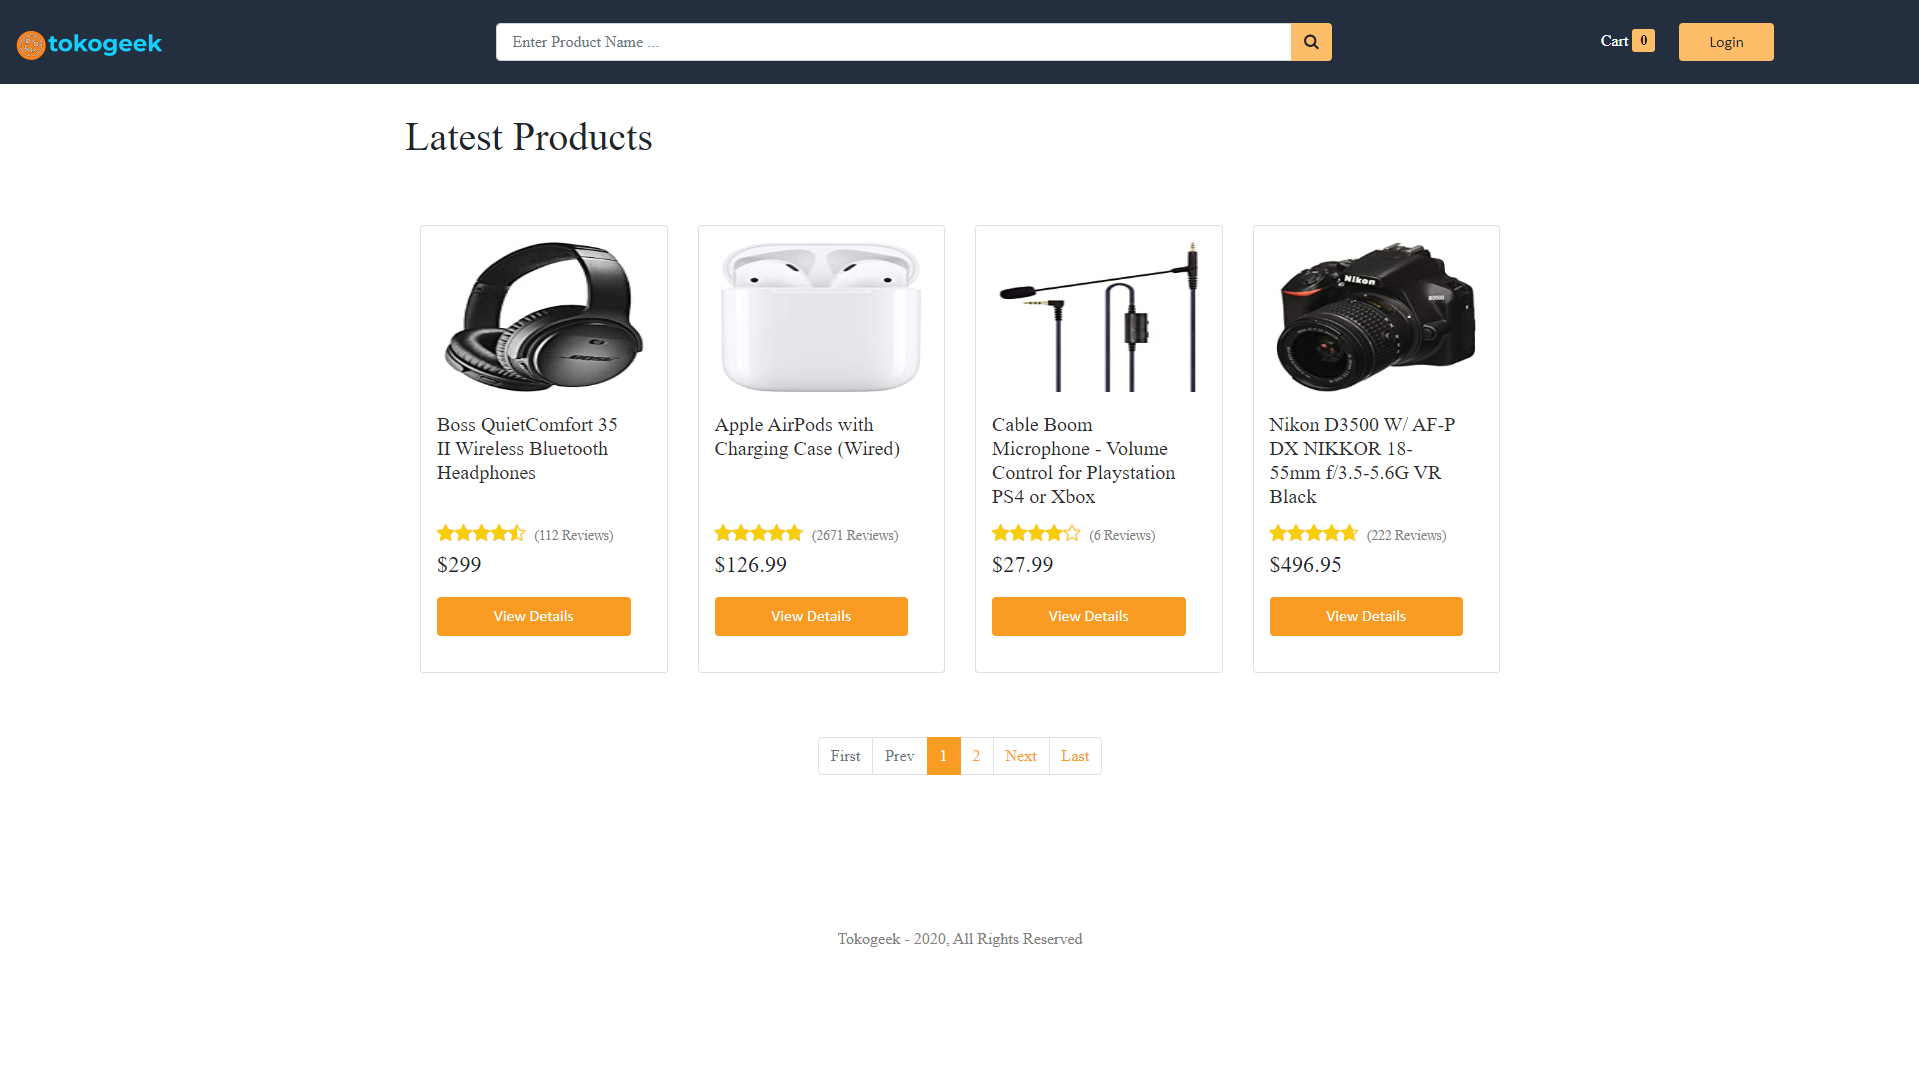 tokogeek
Enter Product Name ...
Cart 0
Login
Latest Products
BOSE
Nikon
D3500
Boss QuietComfort 35
II Wireless Bluetooth
Headphones
(112 Reviews)
$299
View Details
Apple AirPods with
Charging Case (Wired)
(2671 Reviews)
$126.99
View Details
Cable Boom
Microphone - Volume
Control for Playstation
PS4 or Xbox
(6 Reviews)
$27.99
View Details
Nikon D3500 W/ AF-P
DX NIKKOR 18-
55mm f/3.5-5.6G VR
Black
(222 Reviews)
$496.95
View Details
First Prev 1 2 Next Last
Tokogeek - 2020, All Rights Reserved